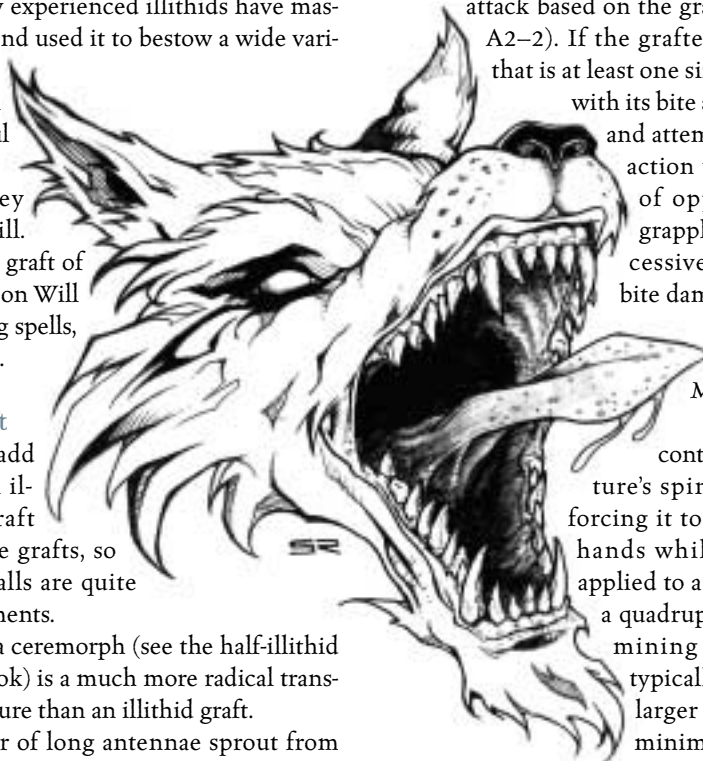 experienced illithids have mas-
nd used it to bestow a wide vari-
ey
ill.
graft of
on Will
g spells,
t
add
il-
raft
e grafts, so
alls are quite
nents.
a ceremorph (see the half-illithid
ok) is a much more radical trans-
ure than an illithid graft.
r of long antennae sprout from
SR
attack based on the gra
A2–2). If the grafte
that is at least one si
with its bite a
and attem
action
of op
grappl
cessive
bite dam
M
cont
ture's spin
forcing it to
hands whil
applied to a
a quadrup
mining
typicall
larger
minim